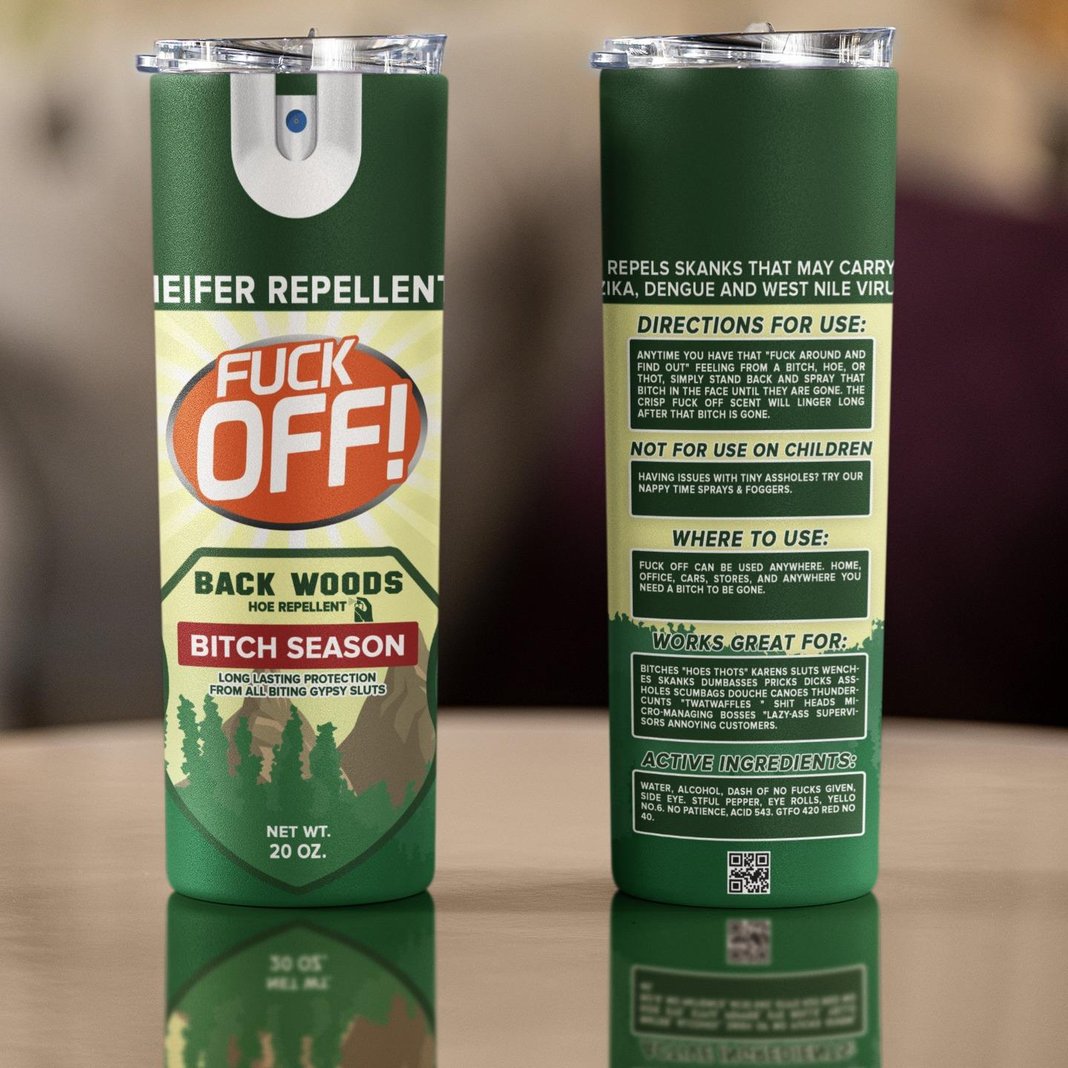 HEIFER REPELLENT
FUCK
OFF!
BACK WOODS
HOE REPELLENT
BITCH SEASON
LONG LASTING PROTECTION
FROM ALL BITING GYPSY SLUTS
NET WT.
20 OZ.
REPELS SKANKS THAT MAY CARRY
ZIKA, DENGUE AND WEST NILE VIRU
DIRECTIONS FOR USE:
ANYTIME YOU HAVE THAT "FUCK AROUND AND
FIND OUT" FEELING FROM A BITCH, HOE, OR
THOT, SIMPLY STAND BACK AND SPRAY THAT
BITCH IN THE FACE UNTIL THEY ARE GONE. THE
CRISP FUCK OFF SCENT WILL LINGER LONG
AFTER THAT BITCH IS GONE.
NOT FOR USE ON CHILDREN
HAVING ISSUES WITH TINY ASSHOLES? TRY OUR
NAPPY TIME SPRAYS & FOGGERS.
WHERE TO USE:
FUCK OFF CAN BE USED ANYWHERE. HOME,
OFFICE, CARS, STORES, AND ANYWHERE YOU
NEED A BITCH TO BE GONE.
WORKS GREAT FOR:
BITCHES "HOES THOTS" KARENS SLUTS WENCH-
ES SKANKS DUMBASSES PRICKS DICKS ASS-
HOLES SCUMBAGS DOUCHE CANOES THUNDER-
CUNTS "TWATWAFFLES " SHIT HEADS MI-
CRO-MANAGING BOSSES "LAZY-ASS SUPERVI-
SORS ANNOYING CUSTOMERS.
ACTIVE INGREDIENTS:
WATER, ALCOHOL, DASH OF NO FUCKS GIVEN,
SIDE EYE. STFUL PEPPER, EYE ROLLS, YELLO
NO.6. NO PATIENCE, ACID 543. GTFO 420 RED NO
40.